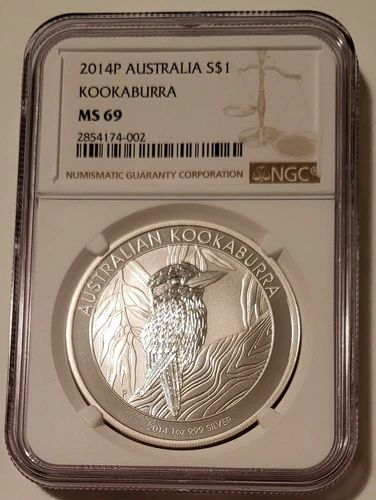 2014P AUSTRALIA S$1
KOOKABURRA
MS 69
2854174-002
NUMISMATIC GUARANTY CORPORATION
NGC®
AUSTRALIAN KOOKABURRA
2014 1oz 999 SILVER